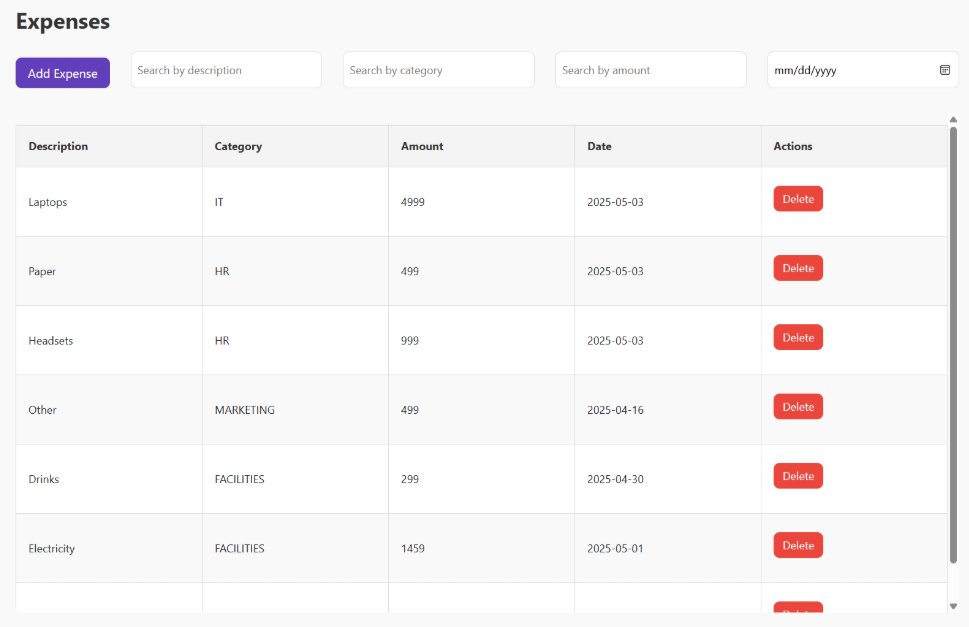 Expenses
Add Expense Search by description Search by category Search by amount mm/dd/yyyy
Description Category Amount Date Actions
Laptops IT 4999 2025-05-03 Delete
Paper HR 499 2025-05-03 Delete
Headsets HR 999 2025-05-03 Delete
Other MARKETING 499 2025-04-16 Delete
Drinks FACILITIES 299 2025-04-30 Delete
Electricity FACILITIES 1459 2025-05-01 Delete